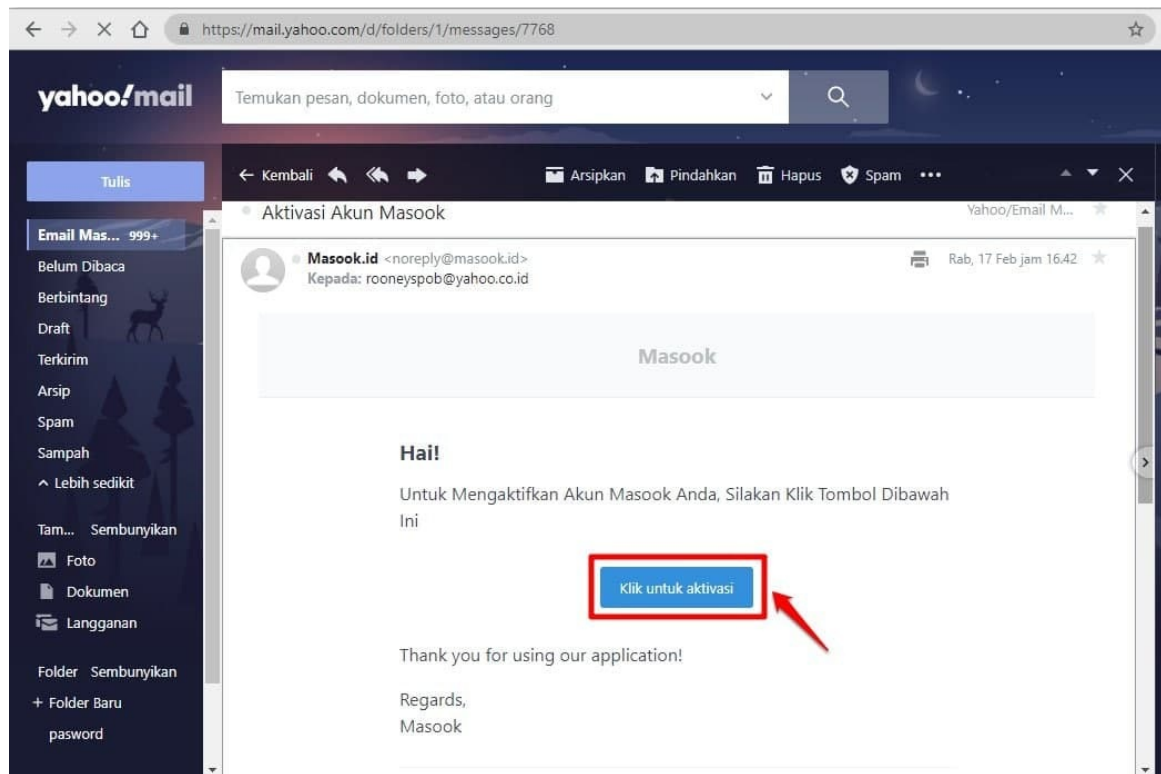 https://mail.yahoo.com/d/folders/1/messages/7768
yahoo!mail
Temukan pesan, dokumen, foto, atau orang
Tulis
Kembali
Arsipkan
Pindahkan
Hapus
Spam
Email Mas... 999+
Belum Dibaca
Berbintang
Draft
Terkirim
Arsip
Spam
Sampah
Lebih sedikit
Tam... Sembunyikan
Foto
Dokumen
Langganan
Folder Sembunyikan
+ Folder Baru
pasword
Aktivasi Akun Masook
Yahoo/Email M...
Masook.id <noreply@masook.id>
Rab, 17 Feb jam 16.42
Kepada: rooneyspob@yahoo.co.id
Masook
Hai!
Untuk Mengaktifkan Akun Masook Anda, Silakan Klik Tombol Dibawah
Ini
Klik untuk aktivasi
Thank you for using our application!
Regards,
Masook